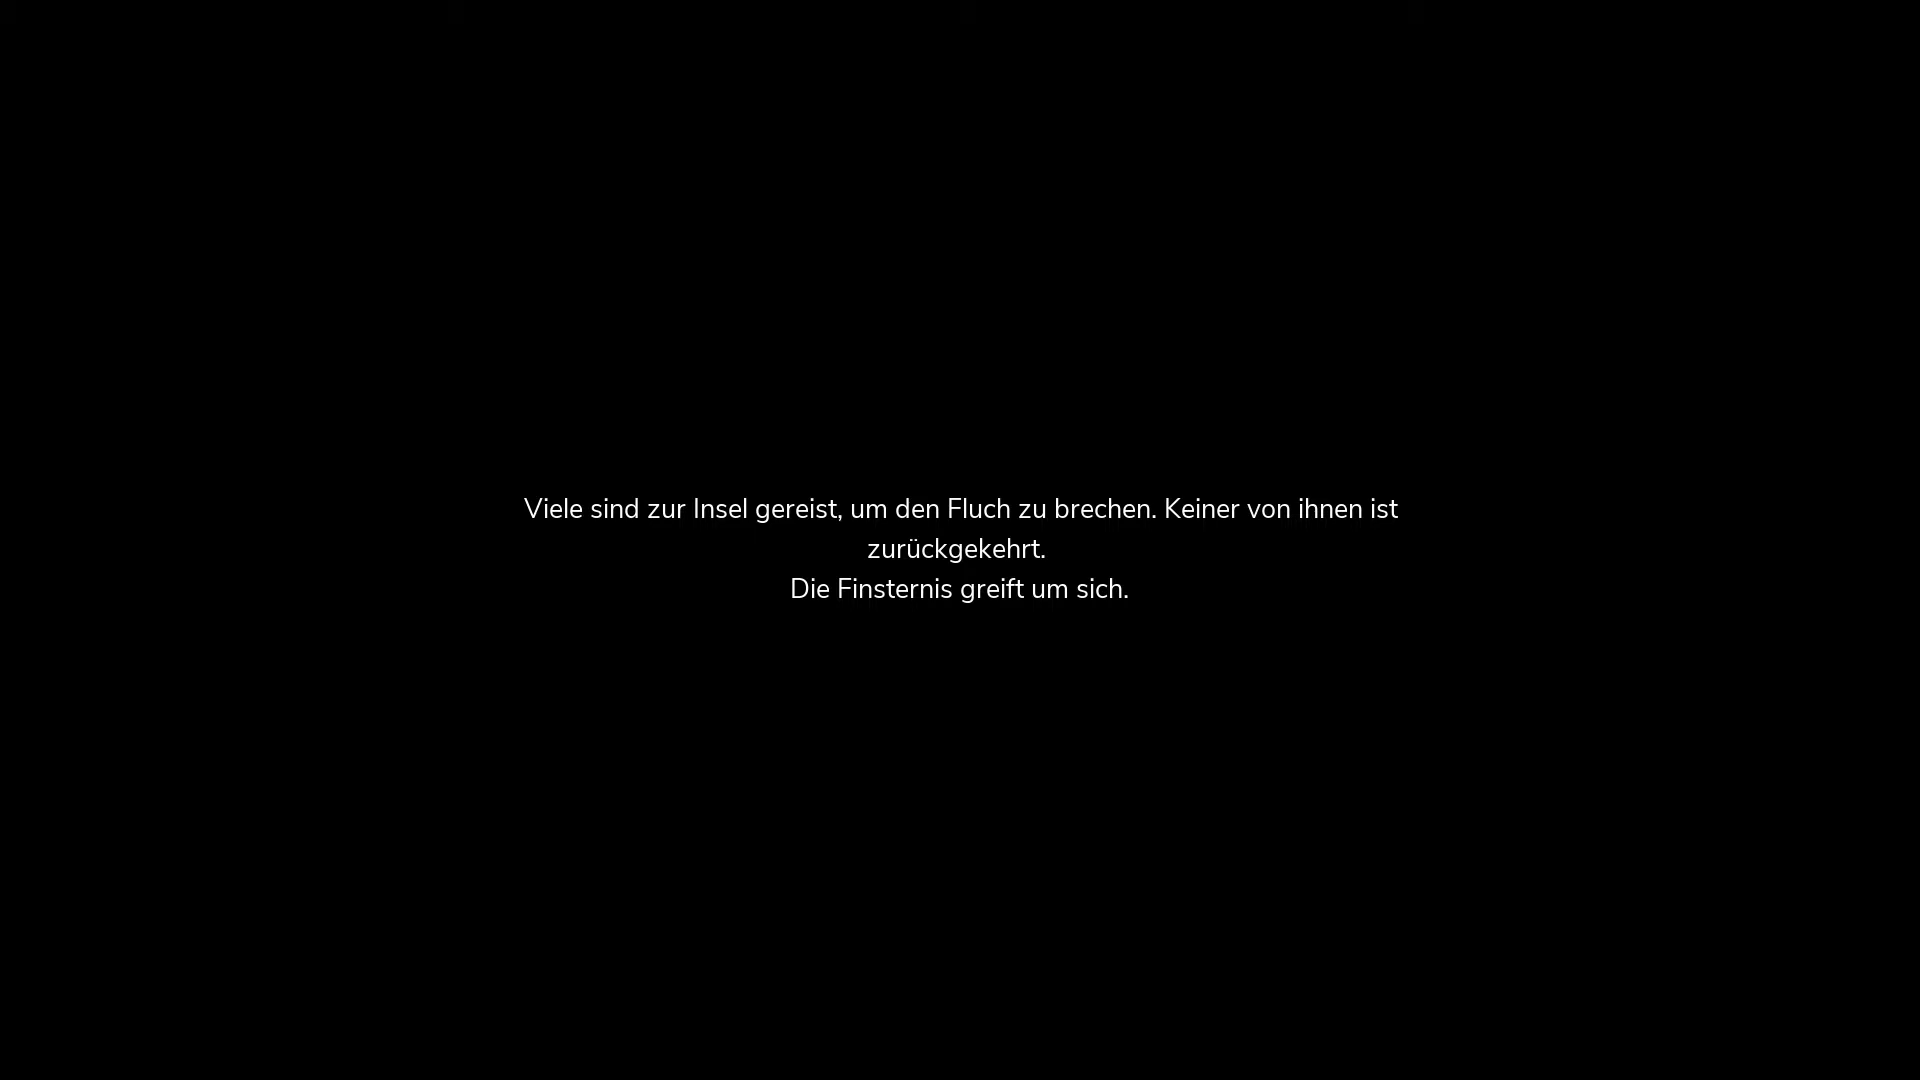 Viele sind zur Insel gereist, um den Fluch zu brechen. Keiner von ihnen ist
zurückgekehrt.
Die Finsternis greift um sich.